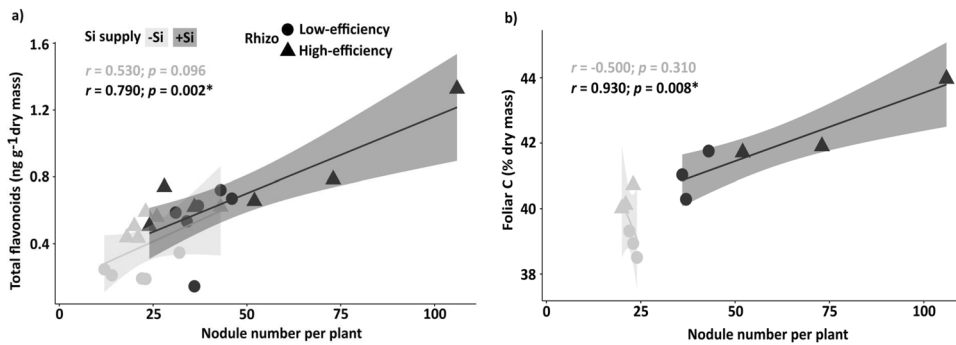 a)
Si supply -Si +Si
Rhizo Low-efficiency
High-efficiency
r = 0.530; p = 0.096
r = 0.790; p = 0.002*
Total flavonoids (ng g-1 dry mass)
1.6
1.2
0.8
0.4
0 25 50 75 100
Nodule number per plant
b)
r = -0.500; p = 0.310
r = 0.930; p = 0.008*
Foliar C (% dry mass)
44
42
40
38
0 25 50 75 100
Nodule number per plant